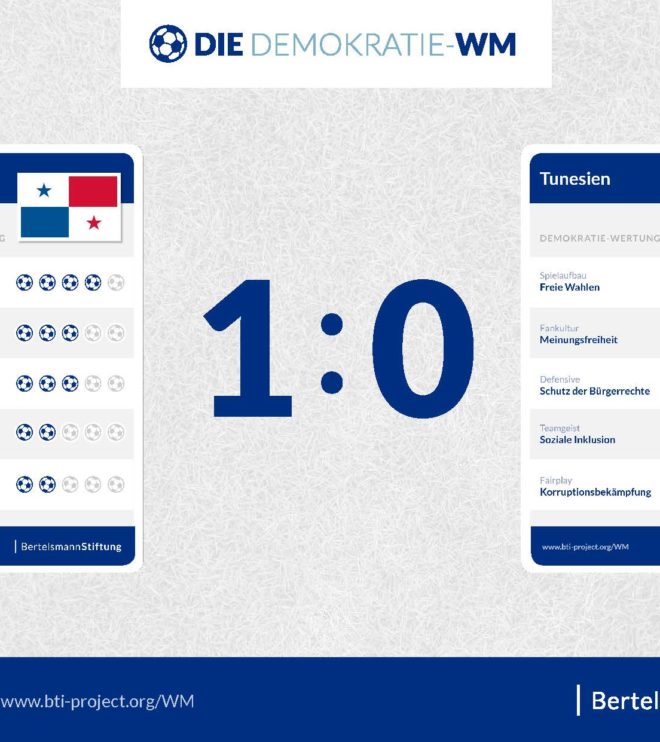 DIE DEMOKRATIE-WM
G
BertelsmannStiftung
1:0
Tunesien
DEMOKRATIE-WERTUNG
Spielaufbau
Freie Wahlen
Fankultur
Meinungsfreiheit
Defensive
Schutz der Bürgerrechte
Teamgeist
Soziale Inklusion
Fairplay
Korruptionsbekämpfung
www.bti-project.org/WM
www.bti-project.org/WM
Bertel